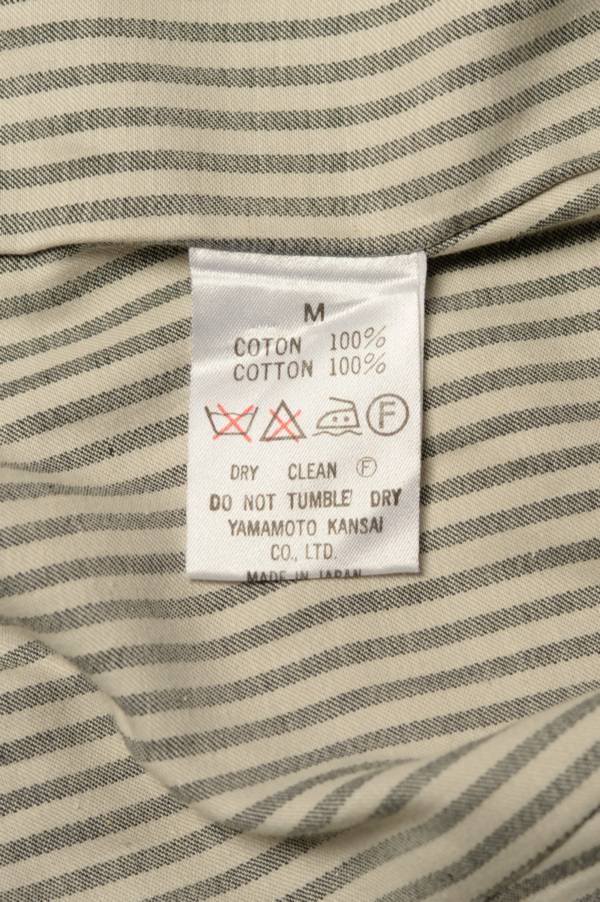 M
COTON 100%
COTTON 100%
F
DRY CLEAN Ⓕ
DO NOT TUMBLE DRY
YAMAMOTO KANSAI
CO., LTD.
MADE IN JAPAN